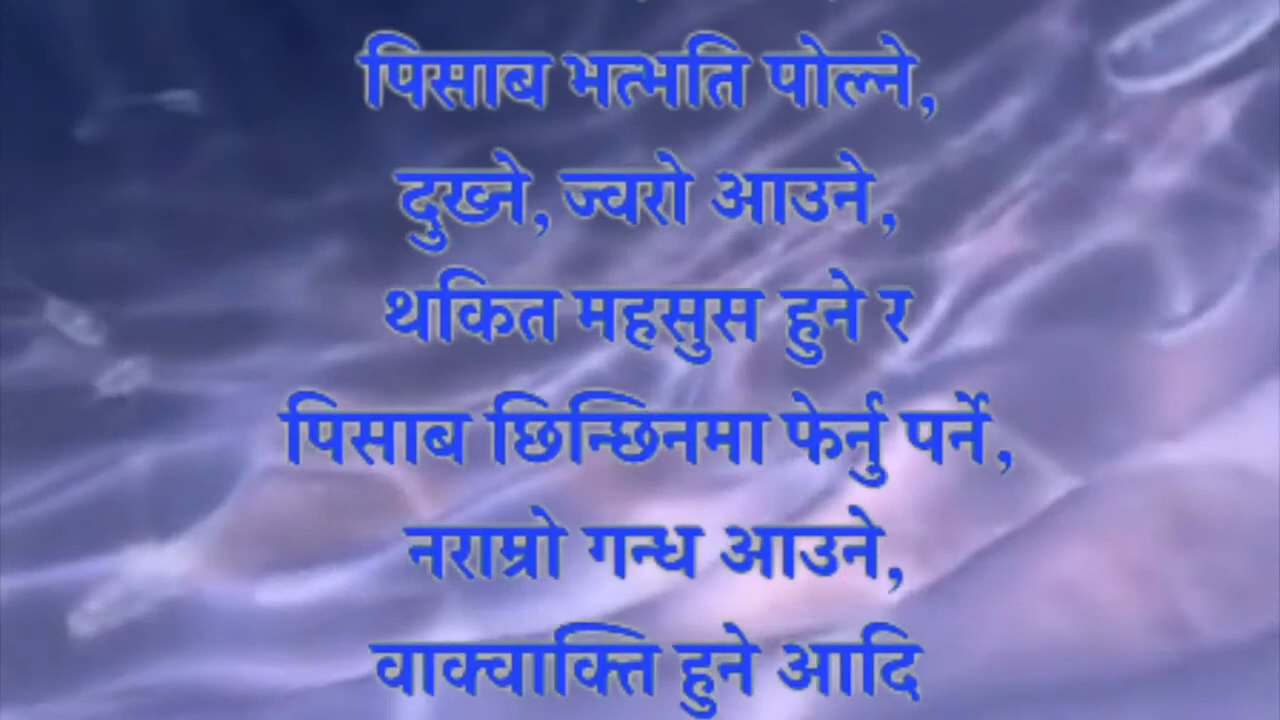 पिसाब भत्भति पोल्ने,
दुख्ने, ज्वरो आउने,
थकित महसुस हुने र
पिसाब छिन्छिनमा फेर्नु पर्ने,
नराम्रो गन्ध आउने,
वाक्वाक्ति हुने आदि